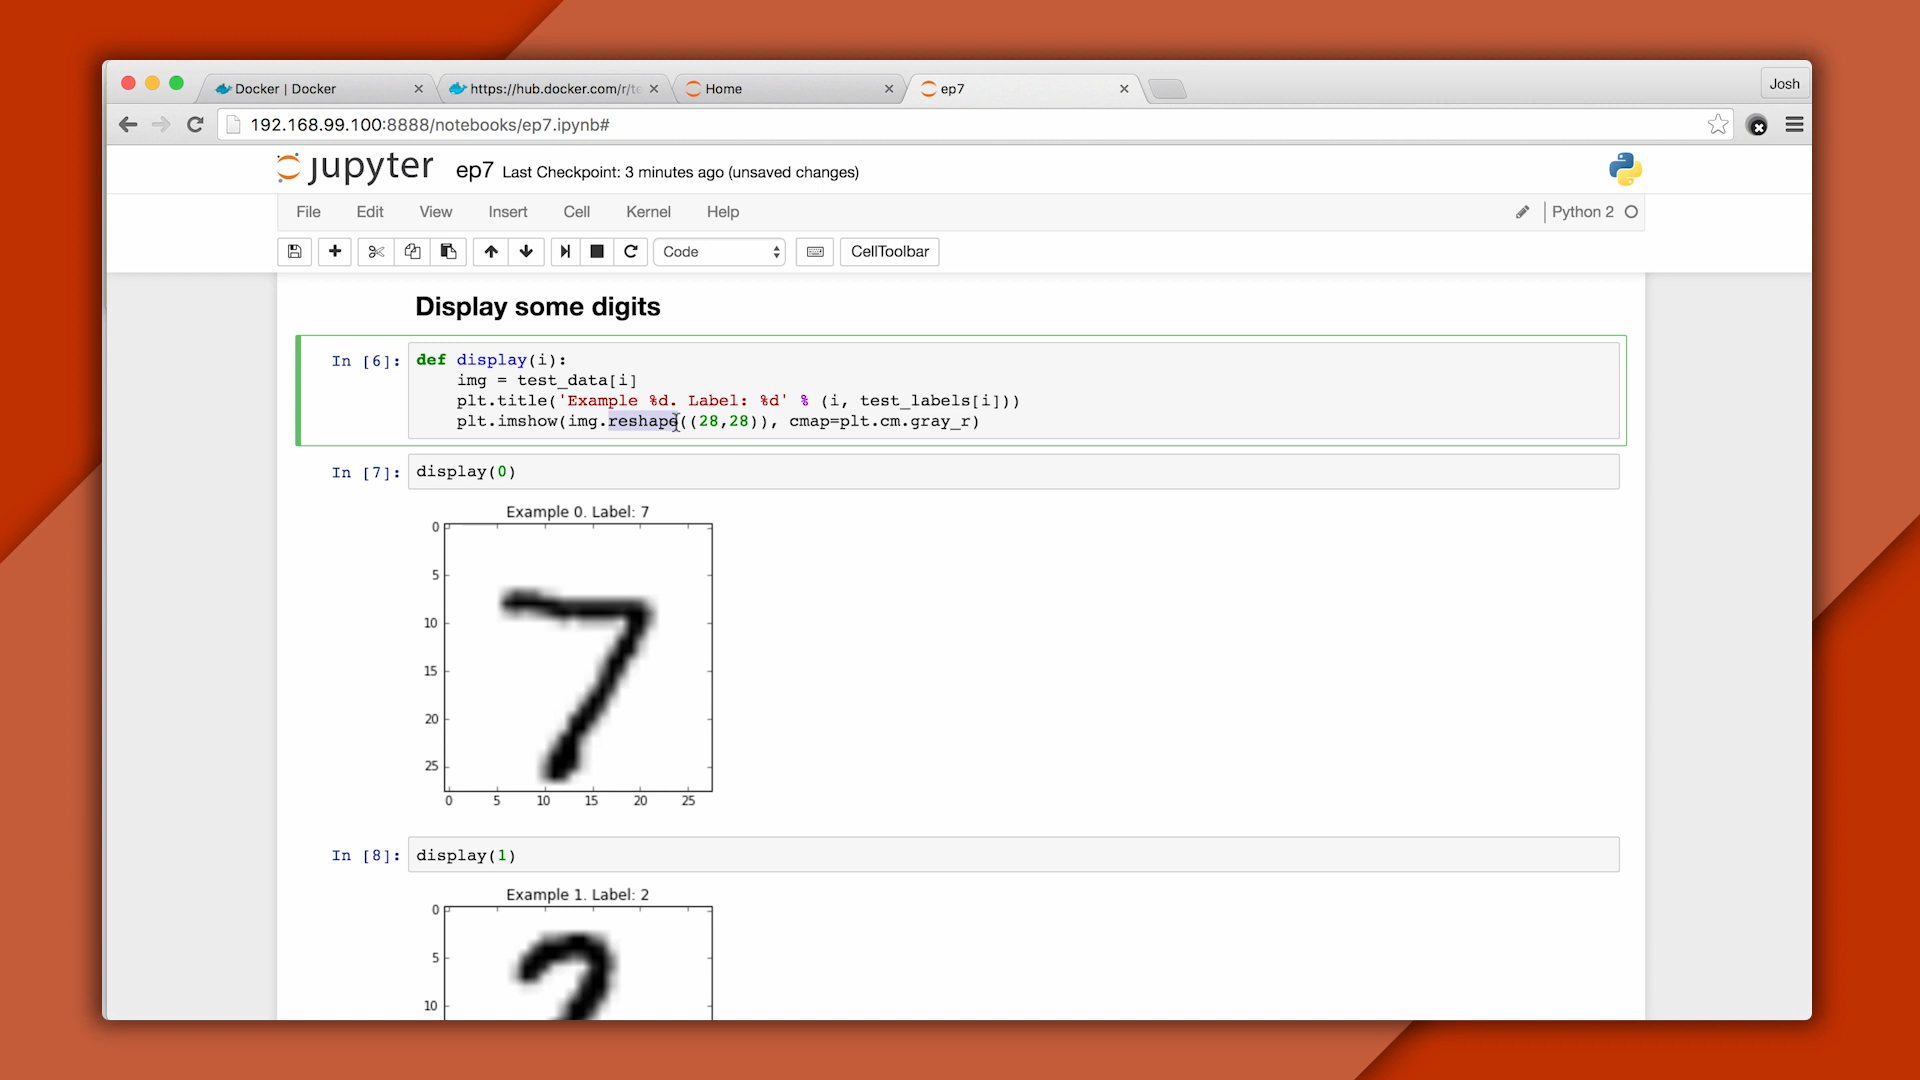 Docker | Docker
https://hub.docker.com/r/te
Home
ep7
Josh
192.168.99.100:8888/notebooks/ep7.ipynb#
jupyter ep7 Last Checkpoint: 3 minutes ago (unsaved changes)
File Edit View Insert Cell Kernel Help
Python 2
Code
CellToolbar
Display some digits
In [6]: def display(i):
img = test_data[i]
plt.title('Example %d. Label: %d' % (i, test_labels[i]))
plt.imshow(img.reshape((28,28)), cmap=plt.cm.gray_r)
In [7]: display(0)
Example 0. Label: 7
0
5
10
15
20
25
0 5 10 15 20 25
7
In [8]: display(1)
Example 1. Label: 2
0
5
10
2